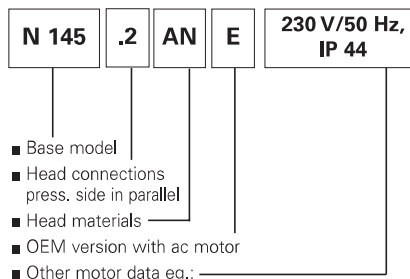 N 145 .2 AN E 230 V/50 Hz,
IP 44
■ Base model
■ Head connections
press. side in parallel
■ Head materials
■ OEM version with ac motor
■ Other motor data eg.: